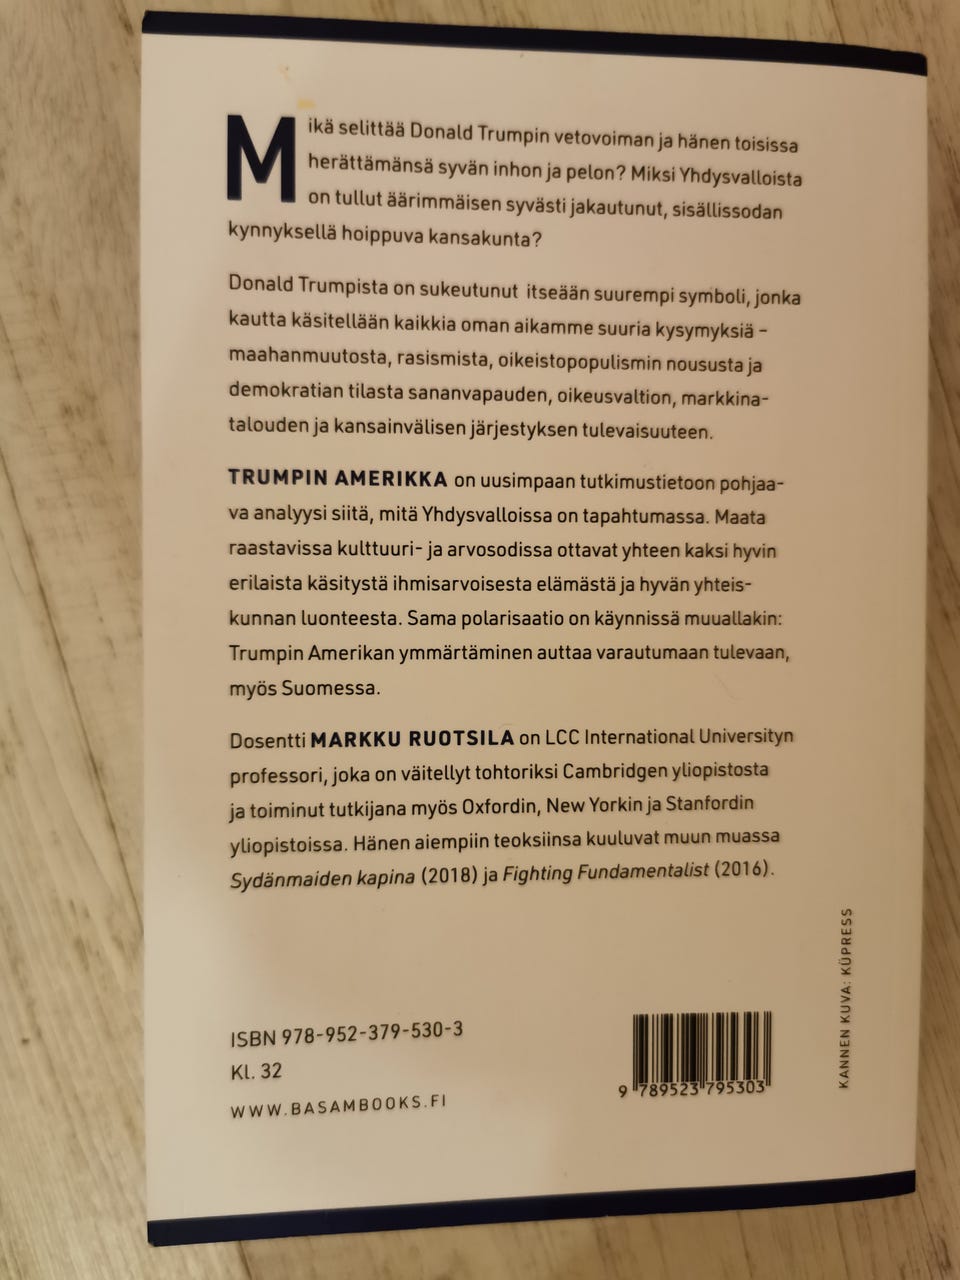 Mikä selittää Donald Trumpin vetovoiman ja hänen toisissa
herättämänsä syvän inhon ja pelon? Miksi Yhdysvalloista
on tullut äärimmäisen syvästi jakautunut, sisällissodan
kynnyksellä hoippuva kansakunta?
Donald Trumpista on sukeutunut itseään suurempi symboli, jonka
kautta käsitellään kaikkia oman aikamme suuria kysymyksiä –
maahanmuutosta, rasismista, oikeistopopulismin noususta ja
demokratian tilasta sananvapauden, oikeusvaltion, markkina-
talouden ja kansainvälisen järjestyksen tulevaisuuteen.
TRUMPIN AMERIKKA on uusimpaan tutkimustietoon pohjaa-
va analyysi siitä, mitä Yhdysvalloissa on tapahtumassa. Maata
raastavissa kulttuuri- ja arvosodissa ottavat yhteen kaksi hyvin
erilaista käsitystä ihmisarvoisesta elämästä ja hyvän yhteis-
kunnan luonteesta. Sama polarisaatio on käynnissä muuallakin:
Trumpin Amerikan ymmärtäminen auttaa varautumaan tulevaan,
myös Suomessa.
Dosentti MARKKU RUOTSILA on LCC International Universityn
professori, joka on väitellyt tohtoriksi Cambridgen yliopistosta
ja toiminut tutkijana myös Oxfordin, New Yorkin ja Stanfordin
yliopistoissa. Hänen aiempiin teoksiinsa kuuluvat muun muassa
Sydänmaiden kapina (2018) ja Fighting Fundamentalist (2016).
KANNEN KUVA: KÜPRESS
ISBN 978-952-379-530-3
Kl. 32
WWW.BASAMBOOKS.FI
9 789523 795303